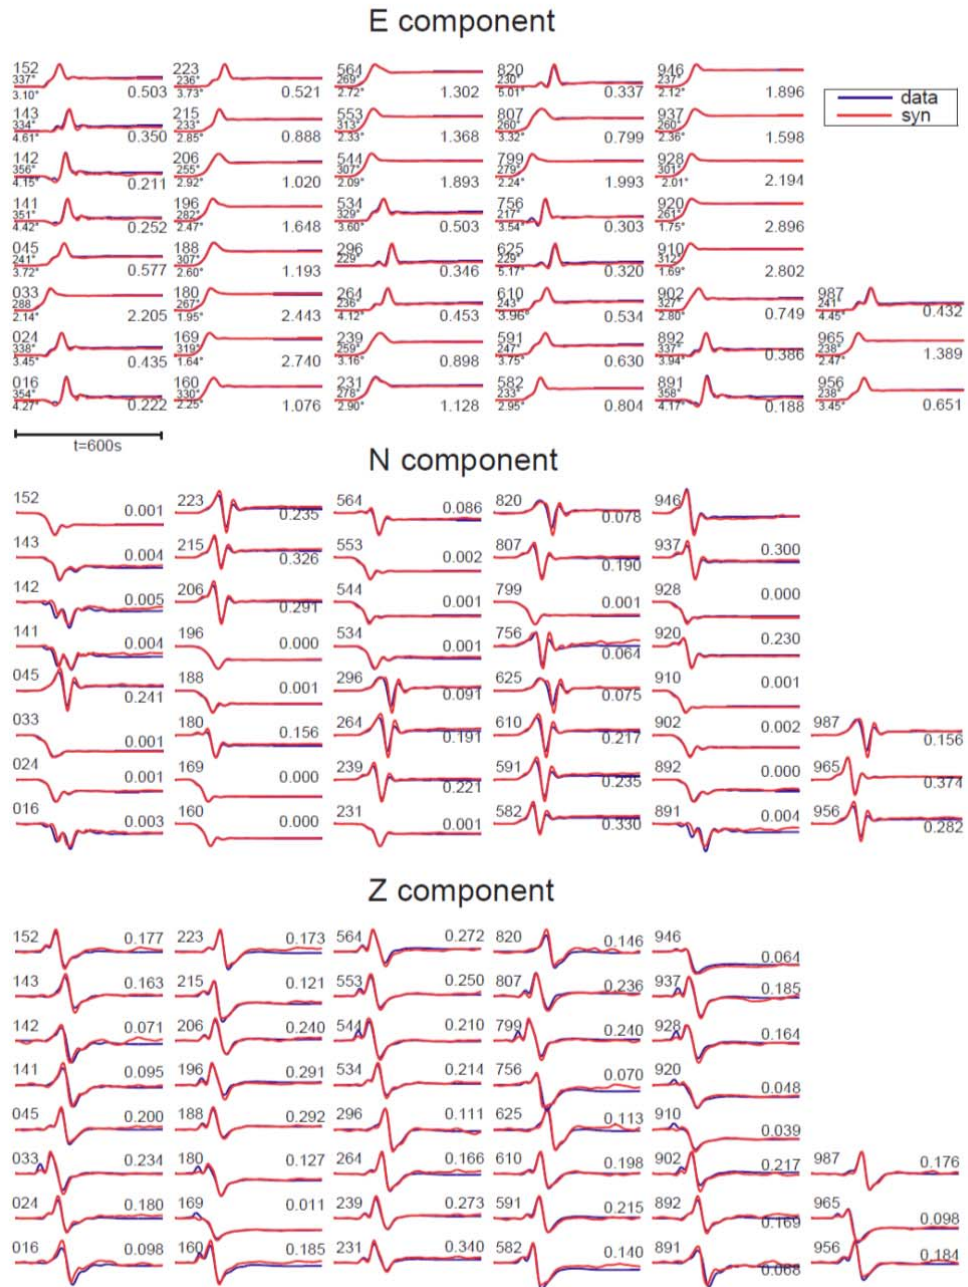 E component
152 223 564 820 946
337° 236° 269° 230° 237°
3.10° 0.503 3.73° 0.521 2.72° 1.302 5.01° 0.337 2.12° 1.896
data
syn
143 215 553 807 937
334° 233° 313° 260° 260°
4.61° 0.350 2.85° 0.888 2.33° 1.368 3.32° 0.799 2.36° 1.598
142 206 544 799 928
356° 255° 307° 279° 301°
4.15° 0.211 2.92° 1.020 2.09° 1.893 2.24° 1.993 2.01° 2.194
141 196 534 756 920
351° 282° 329° 217° 261°
4.42° 0.252 2.47° 1.648 3.60° 0.503 3.54° 0.303 1.75° 2.896
045 188 296 625 910
241° 307° 229° 229° 312°
3.72° 0.577 2.60° 1.193 0.346 5.17° 0.320 1.69° 2.802
033 180 264 610 902 987
288 267° 236° 243° 327° 241°
2.14° 2.205 1.95° 2.443 4.12° 0.453 3.96° 0.534 2.80° 0.749 4.45° 0.432
024 169 239 591 892 965
338° 319° 259° 247° 337° 238°
3.45° 0.435 1.64° 2.740 3.16° 0.898 3.75° 0.630 3.94° 0.386 2.47° 1.389
016 160 231 582 891 956
354° 330° 278° 233° 358° 238°
4.27° 0.222 2.25° 1.076 2.90° 1.128 2.95° 0.804 4.17° 0.188 3.45° 0.651
t=600s
N component
152 0.001 223 0.235 564 0.086 820 0.078 946
143 0.004 215 0.326 553 0.002 807 0.190 937 0.300
142 0.005 206 0.291 544 0.001 799 0.001 928 0.000
141 0.004 196 0.000 534 0.001 756 0.064 920 0.230
045 0.241 188 0.001 296 0.091 625 0.075 910 0.001
033 0.001 180 0.156 264 0.191 610 0.217 902 0.002 987 0.156
024 0.001 169 0.000 239 0.221 591 0.235 892 0.000 965 0.374
016 0.003 160 0.000 231 0.001 582 0.330 891 0.004 956 0.282
Z component
152 0.177 223 0.173 564 0.272 820 0.146 946 0.064
143 0.163 215 0.121 553 0.250 807 0.236 937 0.185
142 0.071 206 0.240 544 0.210 799 0.240 928 0.164
141 0.095 196 0.291 534 0.214 756 0.070 920 0.048
045 0.200 188 0.292 296 0.111 625 0.113 910 0.039
033 0.234 180 0.127 264 0.166 610 0.198 902 0.217 987 0.176
024 0.180 169 0.011 239 0.273 591 0.215 892 0.169 965 0.098
016 0.098 160 0.185 231 0.340 582 0.140 891 0.068 956 0.184